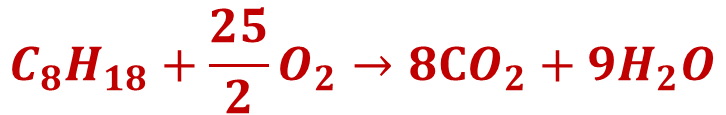 C₈H₁₈ + 25/2 O₂ → 8CO₂ + 9H₂O